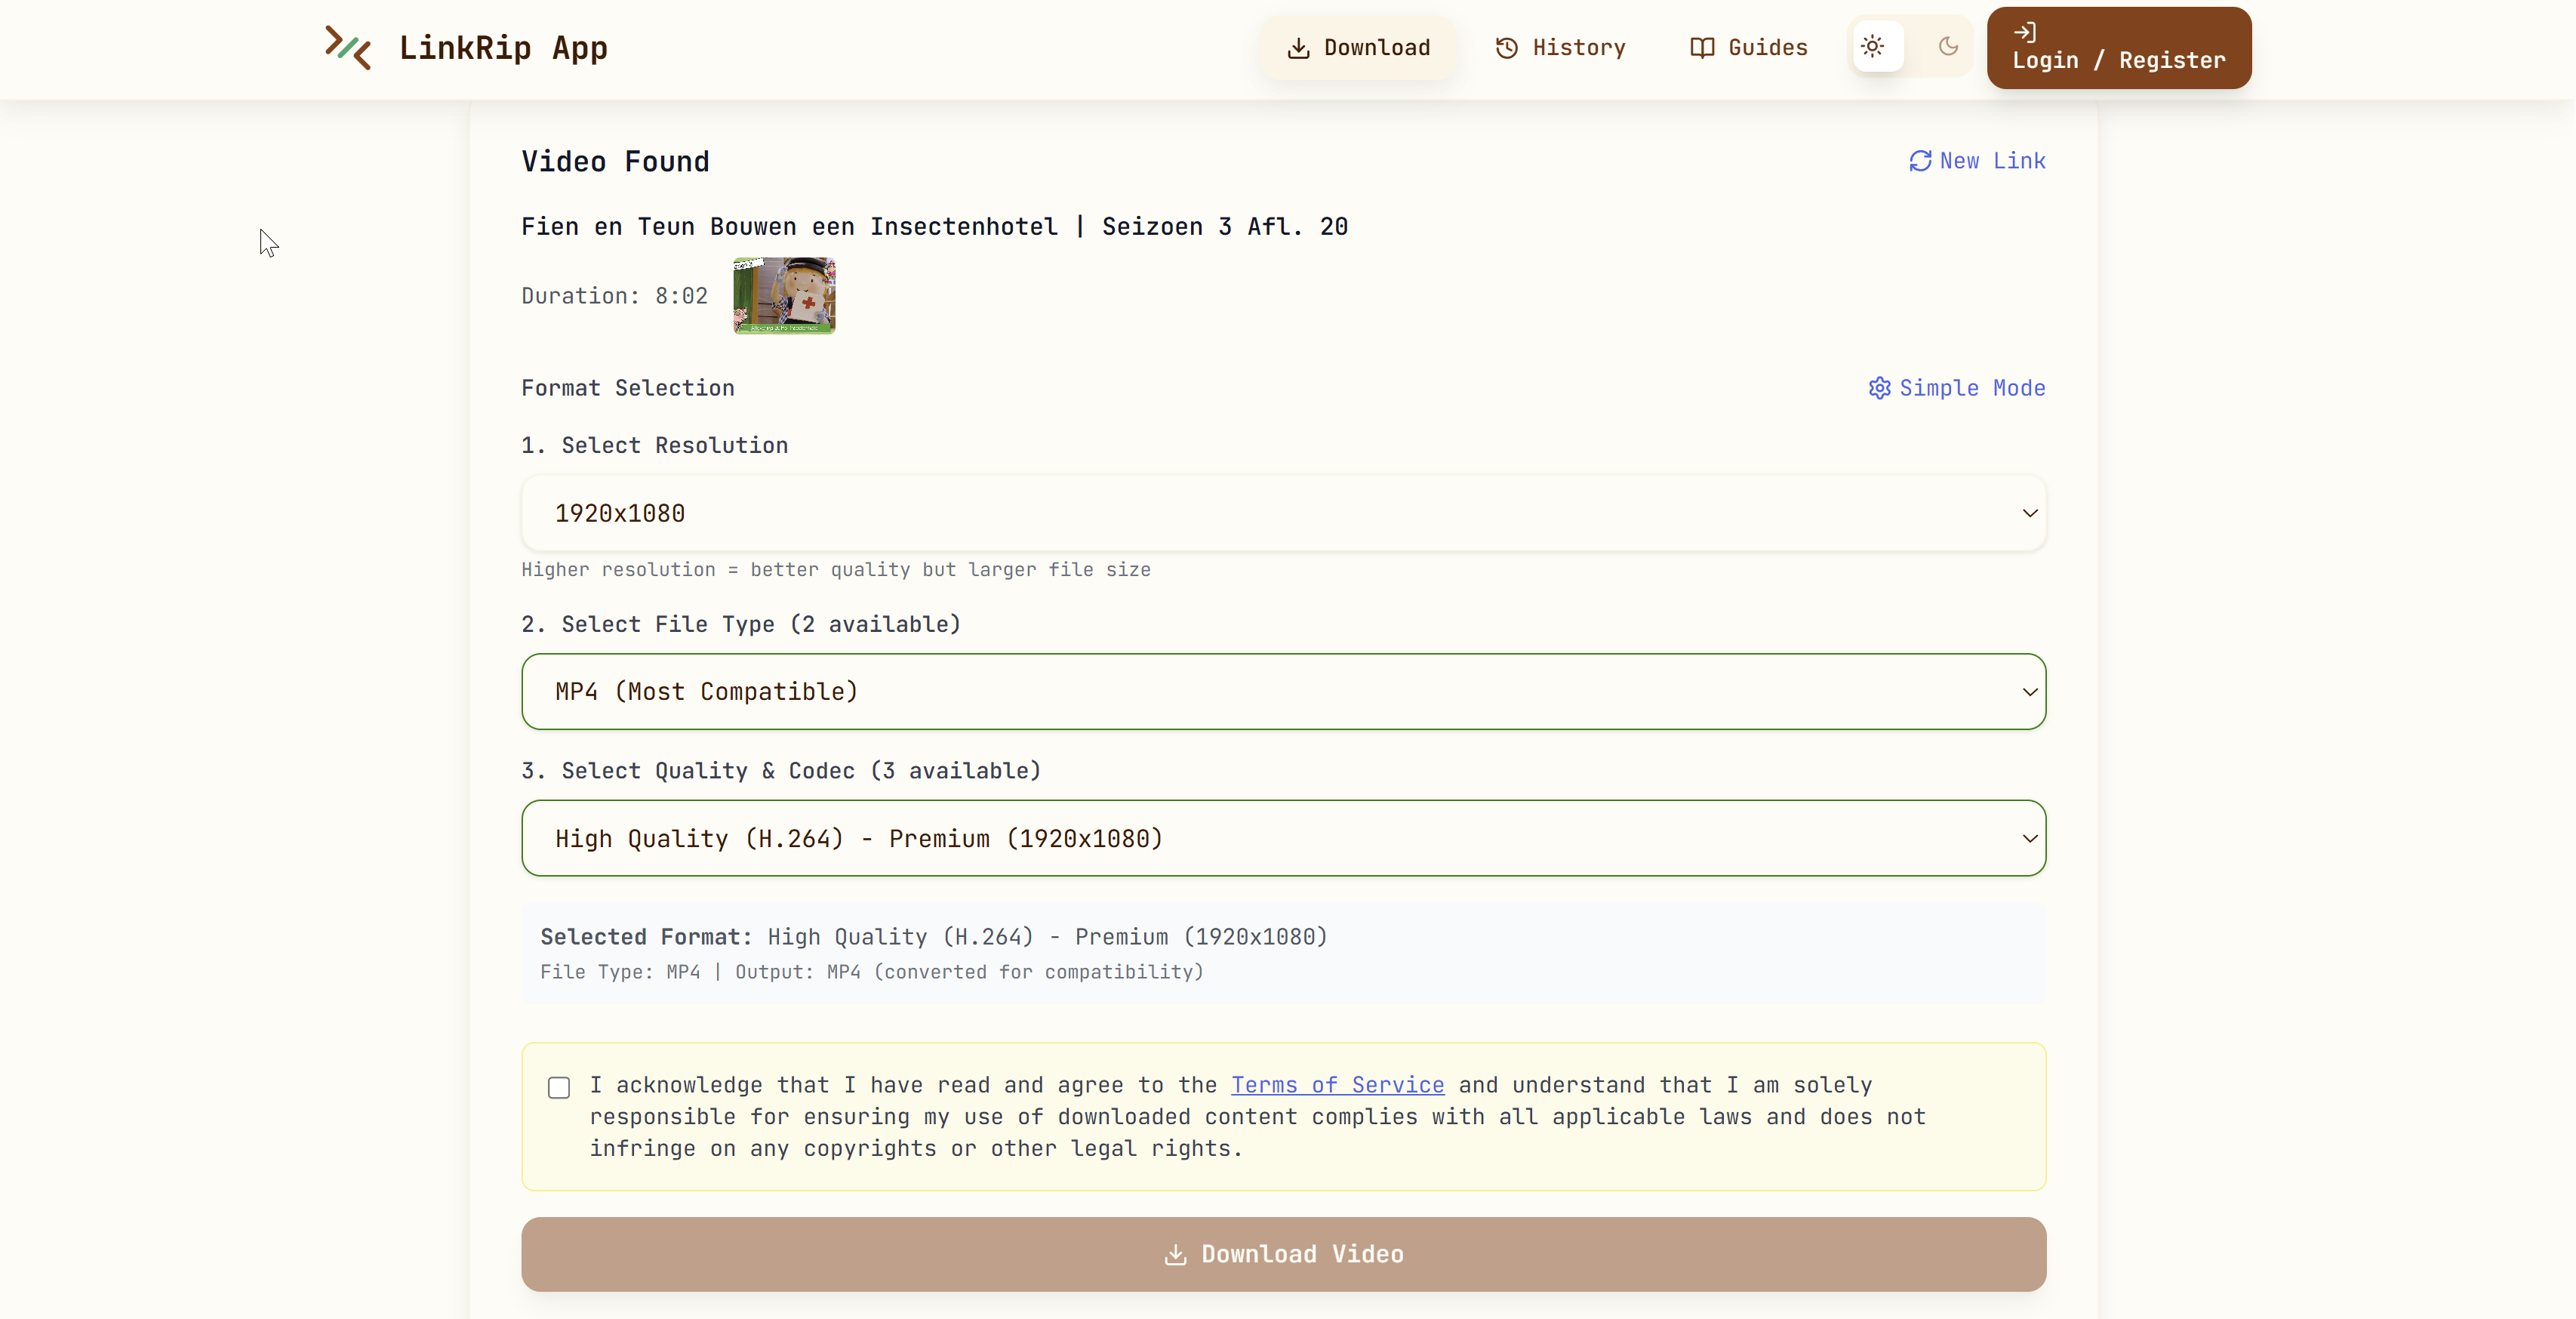 LinkRip App
Download
History
Guides
Login / Register
Video Found
New Link
Fien en Teun Bouwen een Insectenhotel | Seizoen 3 Afl. 20
Duration: 8:02
Format Selection
Simple Mode
1. Select Resolution
1920x1080
Higher resolution = better quality but larger file size
2. Select File Type (2 available)
MP4 (Most Compatible)
3. Select Quality & Codec (3 available)
High Quality (H.264) - Premium (1920x1080)
Selected Format: High Quality (H.264) - Premium (1920x1080)
File Type: MP4 | Output: MP4 (converted for compatibility)
I acknowledge that I have read and agree to the Terms of Service and understand that I am solely
responsible for ensuring my use of downloaded content complies with all applicable laws and does not
infringe on any copyrights or other legal rights.
Download Video